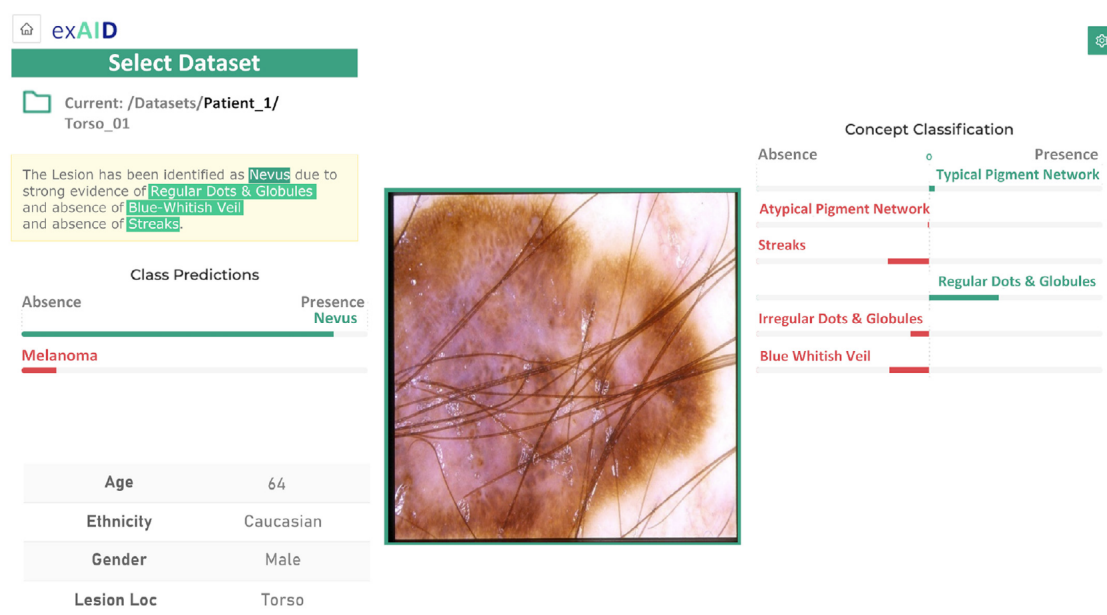 exAID
Select Dataset
Current: /Datasets/Patient_1/
Torso_01
The Lesion has been identified as Nevus due to
strong evidence of Regular Dots & Globules
and absence of Blue-Whitish Veil
and absence of Streaks.
Class Predictions
Absence Presence
Nevus
Melanoma
Age 64
Ethnicity Caucasian
Gender Male
Lesion Loc Torso
Concept Classification
Absence 0 Presence
Typical Pigment Network
Atypical Pigment Network
Streaks
Regular Dots & Globules
Irregular Dots & Globules
Blue Whitish Veil